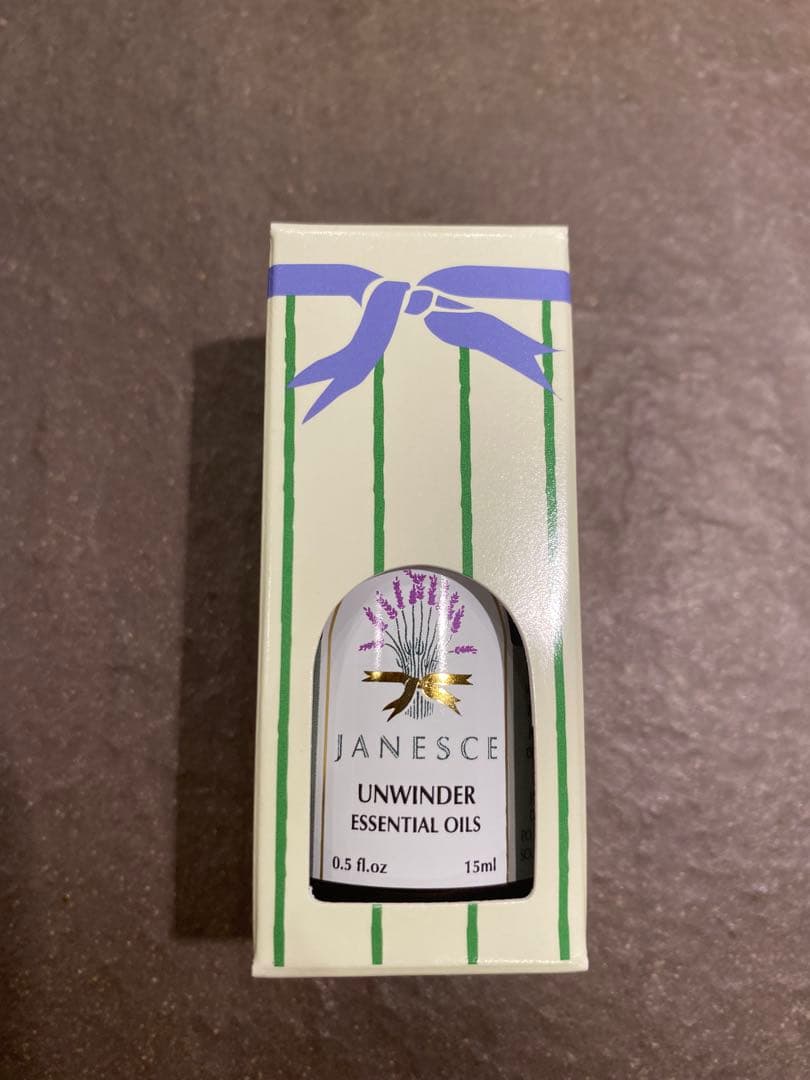 JANESCE
UNWINDER
ESSENTIAL OILS
0.5 fl.oz 15ml